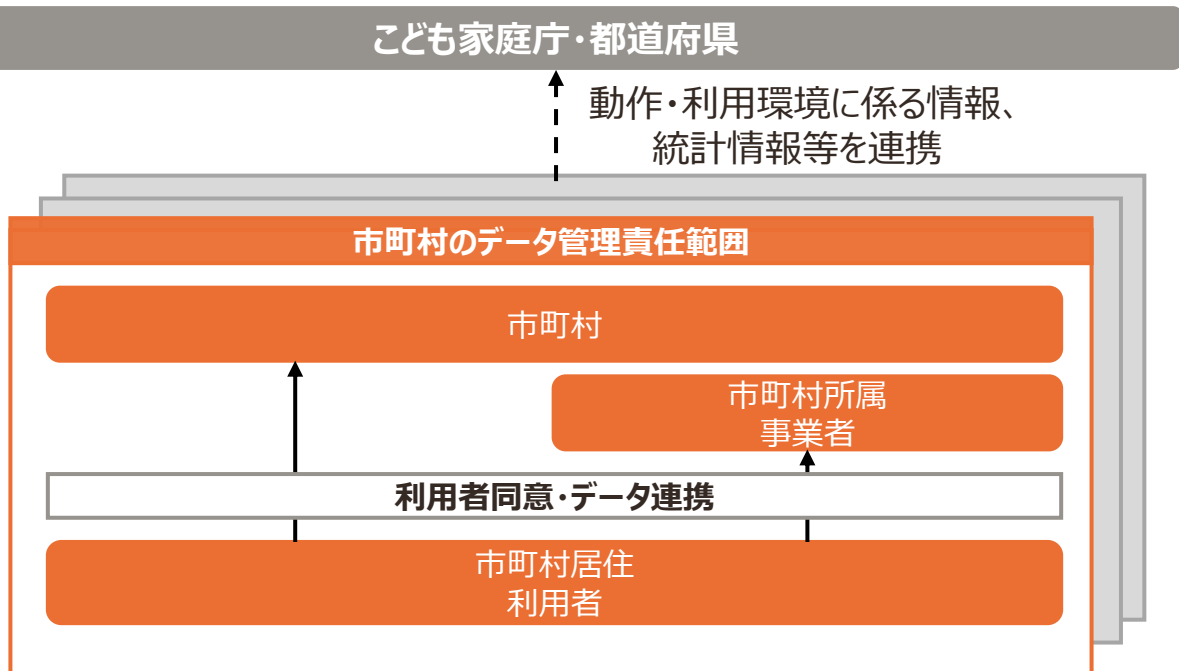 こども家庭庁・都道府県
動作・利用環境に係る情報、
統計情報等を連携
市町村のデータ管理責任範囲
市町村
市町村所属
事業者
利用者同意・データ連携
市町村居住
利用者